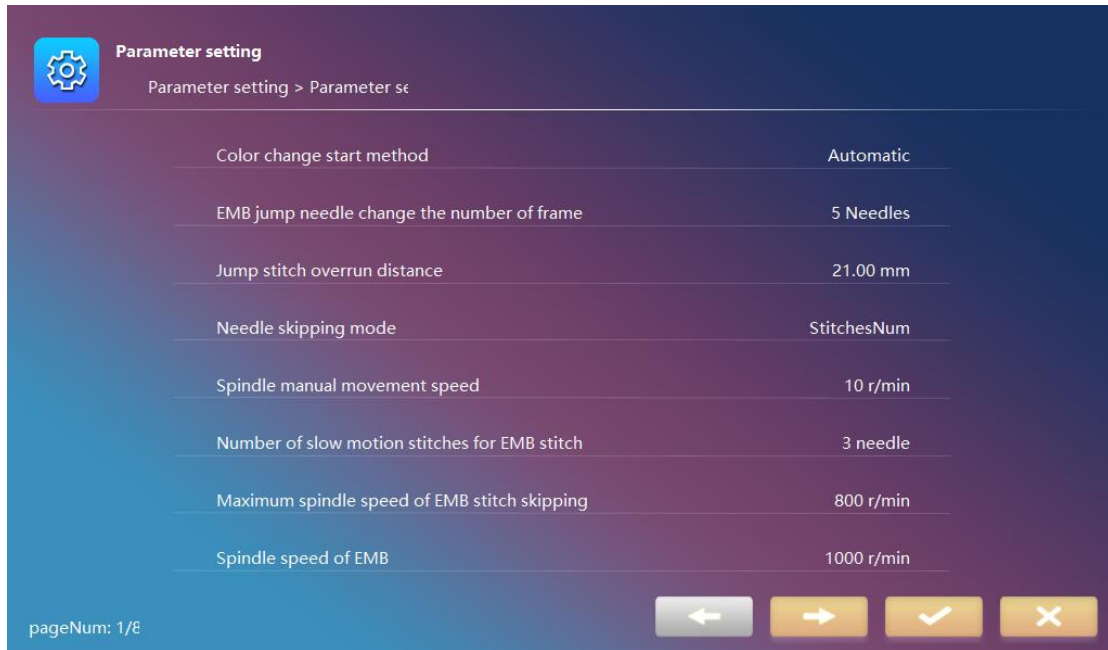 Parameter setting
Parameter setting > Parameter se
Color change start method Automatic
EMB jump needle change the number of frame 5 Needles
Jump stitch overrun distance 21.00 mm
Needle skipping mode StitchesNum
Spindle manual movement speed 10 r/min
Number of slow motion stitches for EMB stitch 3 needle
Maximum spindle speed of EMB stitch skipping 800 r/min
Spindle speed of EMB 1000 r/min
pageNum: 1/8